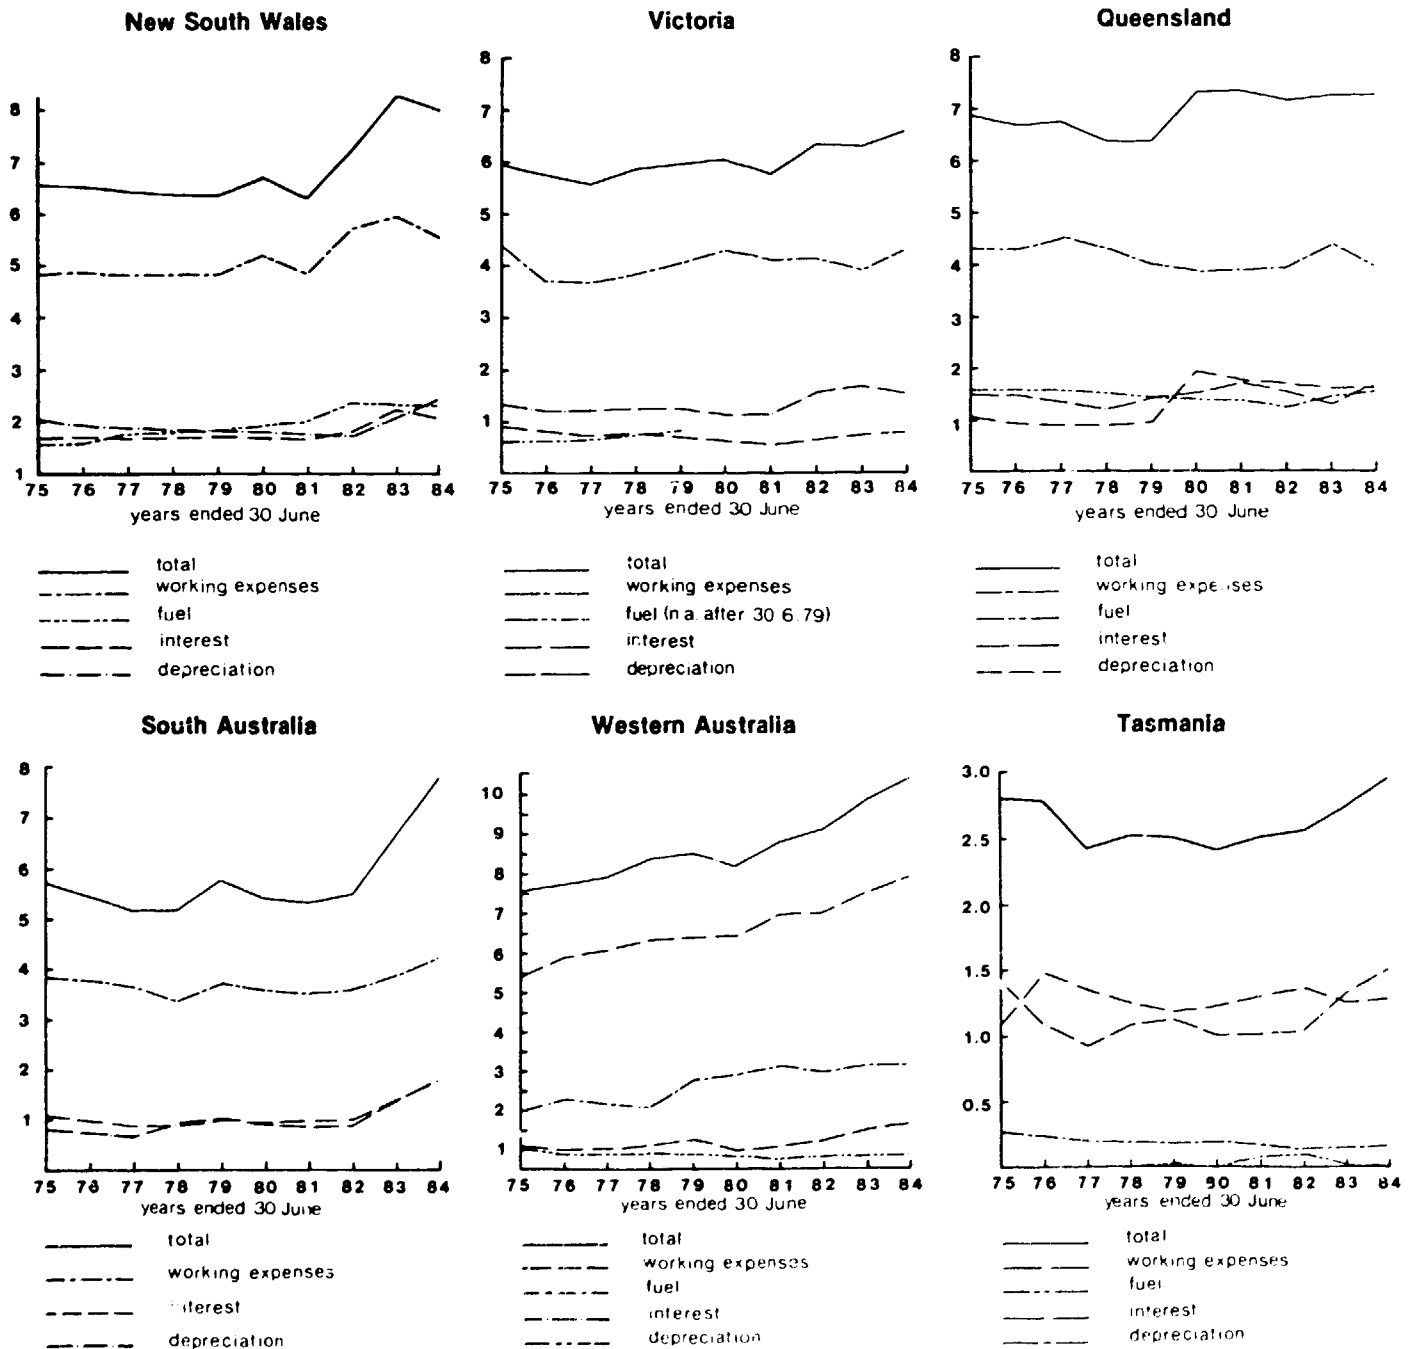 New South Wales
8
7
6
5
4
3
2
1
75 76 77 78 79 80 81 82 83 84
years ended 30 June
total
working expenses
fuel
interest
depreciation
Victoria
8
7
6
5
4
3
2
1
75 76 77 78 79 80 81 82 83 84
years ended 30 June
total
working expenses
fuel (n a. after 30 6.79)
interest
depreciation
Queensland
8
7
6
5
4
3
2
1
75 76 77 78 79 80 81 82 83 84
years ended 30 June
total
working expenses
fuel
interest
depreciation
South Australia
8
7
6
5
4
3
2
1
75 76 77 78 79 80 81 82 83 84
years ended 30 June
total
working expenses
interest
depreciation
Western Australia
10
9
8
7
6
5
4
3
2
1
75 76 77 78 79 80 81 82 83 84
years ended 30 June
total
working expenses
fuel
interest
depreciation
Tasmania
3.0
2.5
2.0
1.5
1.0
0.5
75 76 77 78 79 80 81 82 83 84
years ended 30 June
total
working expenses
fuel
interest
depreciation